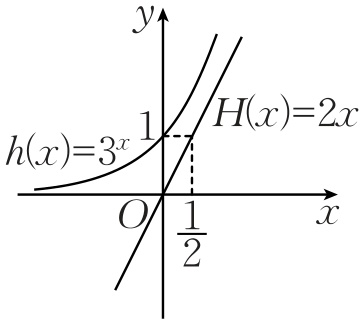 y
H(x)=2x
1
h(x)=3^x
O
1/2
x